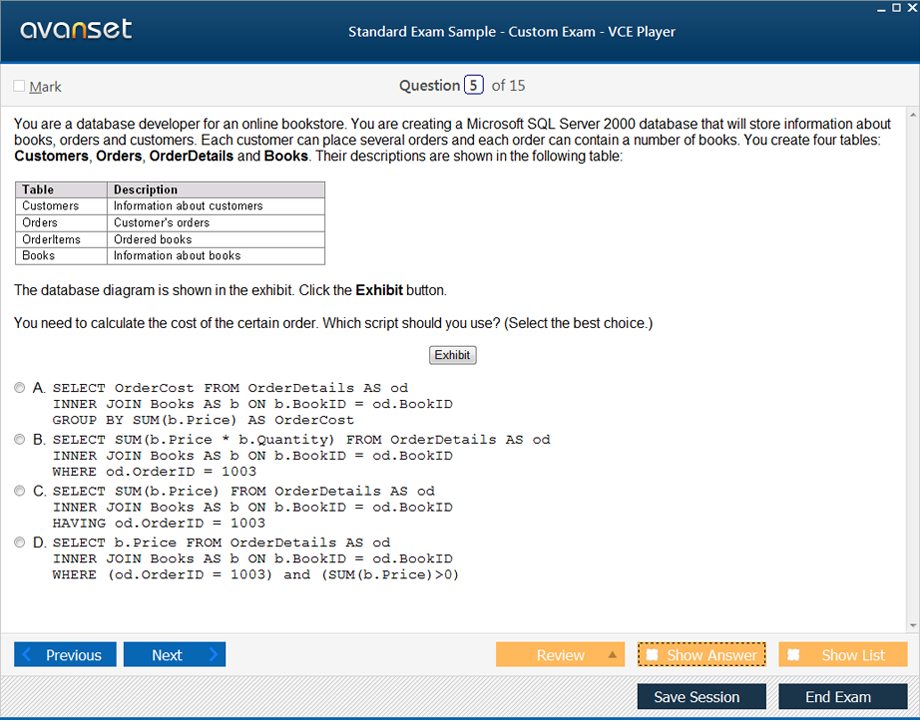 avanset
Standard Exam Sample - Custom Exam - VCE Player
Mark
Question 5 of 15
You are a database developer for an online bookstore. You are creating a Microsoft SQL Server 2000 database that will store information about
books, orders and customers. Each customer can place several orders and each order can contain a number of books. You create four tables:
Customers, Orders, OrderDetails and Books. Their descriptions are shown in the following table:
Table Description
Customers Information about customers
Orders Customer's orders
OrderItems Ordered books
Books Information about books
The database diagram is shown in the exhibit. Click the Exhibit button.
You need to calculate the cost of the certain order. Which script should you use? (Select the best choice.)
Exhibit
A. SELECT OrderCost FROM OrderDetails AS od
INNER JOIN Books AS b ON b.BookID = od.BookID
GROUP BY SUM(b.Price) AS OrderCost
B. SELECT SUM(b.Price * b.Quantity) FROM OrderDetails AS od
INNER JOIN Books AS b ON b.BookID = od.BookID
WHERE od.OrderID = 1003
C. SELECT SUM(b.Price) FROM OrderDetails AS od
INNER JOIN Books AS b ON b.BookID = od.BookID
HAVING od.OrderID = 1003
D. SELECT b.Price FROM OrderDetails AS od
INNER JOIN Books AS b ON b.BookID = od.BookID
WHERE (od.OrderID = 1003) and (SUM(b.Price)>0)
Previous Next Review Show Answer Show List
Save Session End Exam